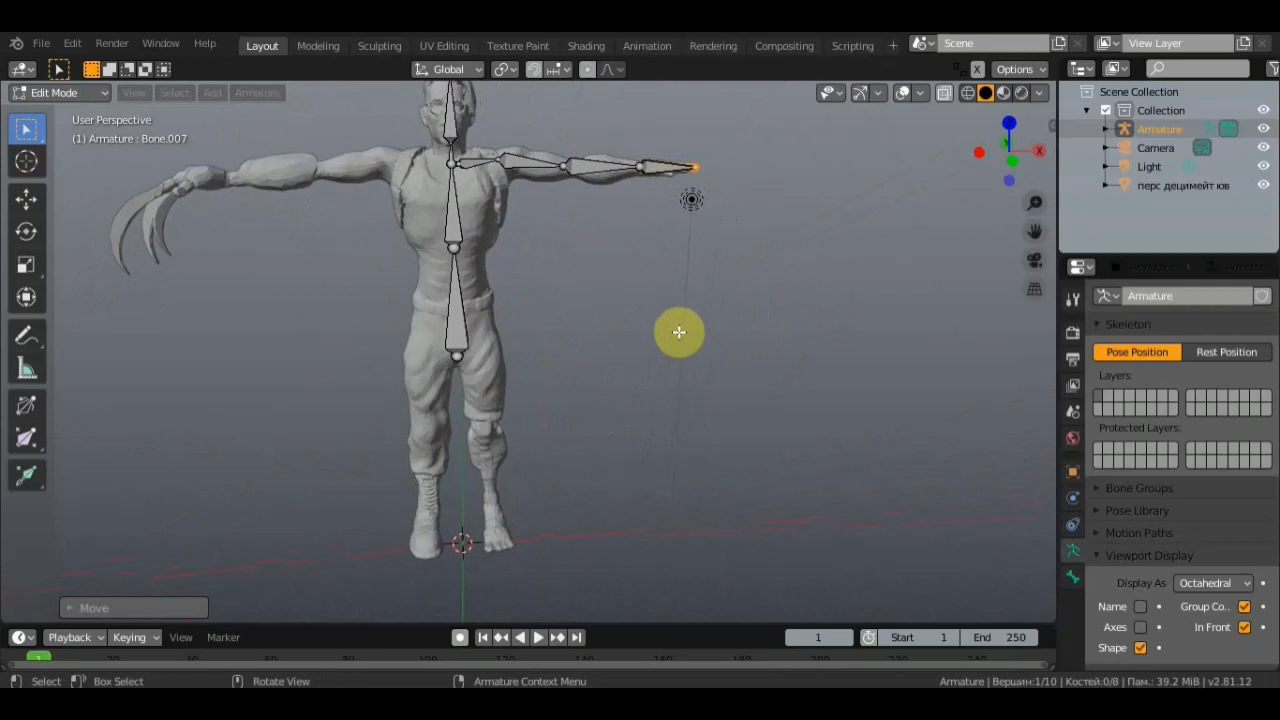 File Edit Render Window Help Layout Modeling Sculpting UV Editing Texture Paint Shading Animation Rendering Compositing Scripting + Scene View Layer
Global X Options
Edit Mode View Select Add Armature
User Perspective
(1) Armature : Bone.007
X
Scene Collection
Collection
Armature
Camera
Light
перс децимейт юв
Armature
Skeleton
Pose Position Rest Position
Layers:
Protected Layers:
Bone Groups
Pose Library
Motion Paths
Viewport Display
Display As Octahedral
Name Group Co..
Axes In Front
Shape
Move
Playback Keying View Marker 1 Start 1 End 250
1
Select Box Select Rotate View Armature Context Menu Armature | Вершин:1/10 | Костей:0/8 | Пам.: 39.2 MiB | v2.81.12